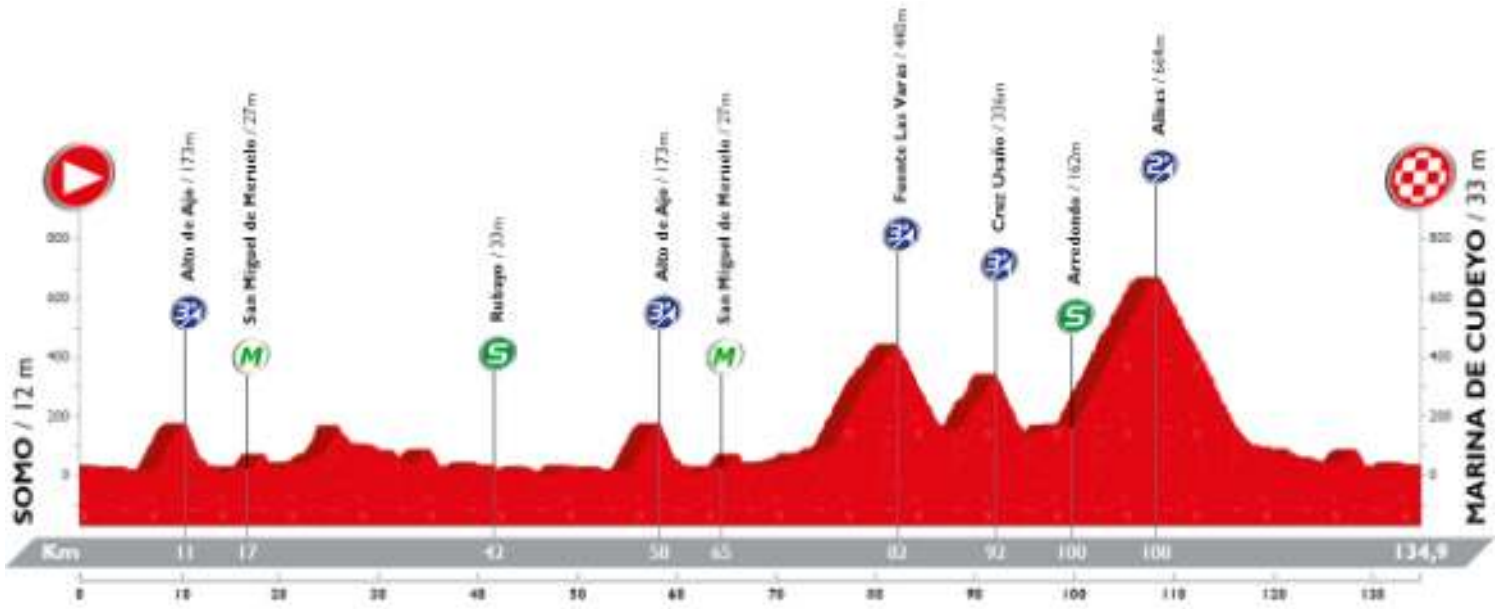 SOMO / 12 m
Alto de Ajo / 173m
San Miguel de Meruelo / 27m
Rubayo / 33m
Alto de Ajo / 173m
San Miguel de Meruelo / 27m
Fuente Las Varas / 440m
Cruz Usaño / 336m
Arredondo / 162m
Alisas / 664m
MARINA DE CUDEYO / 33 m
3ª
M
S
3ª
M
3ª
3ª
S
2ª
800 800
600 600
400 400
200 200
0 0
Km 11 17 42 58 65 82 92 100 108 134,9
0 10 20 30 40 50 60 70 80 90 100 110 120 130